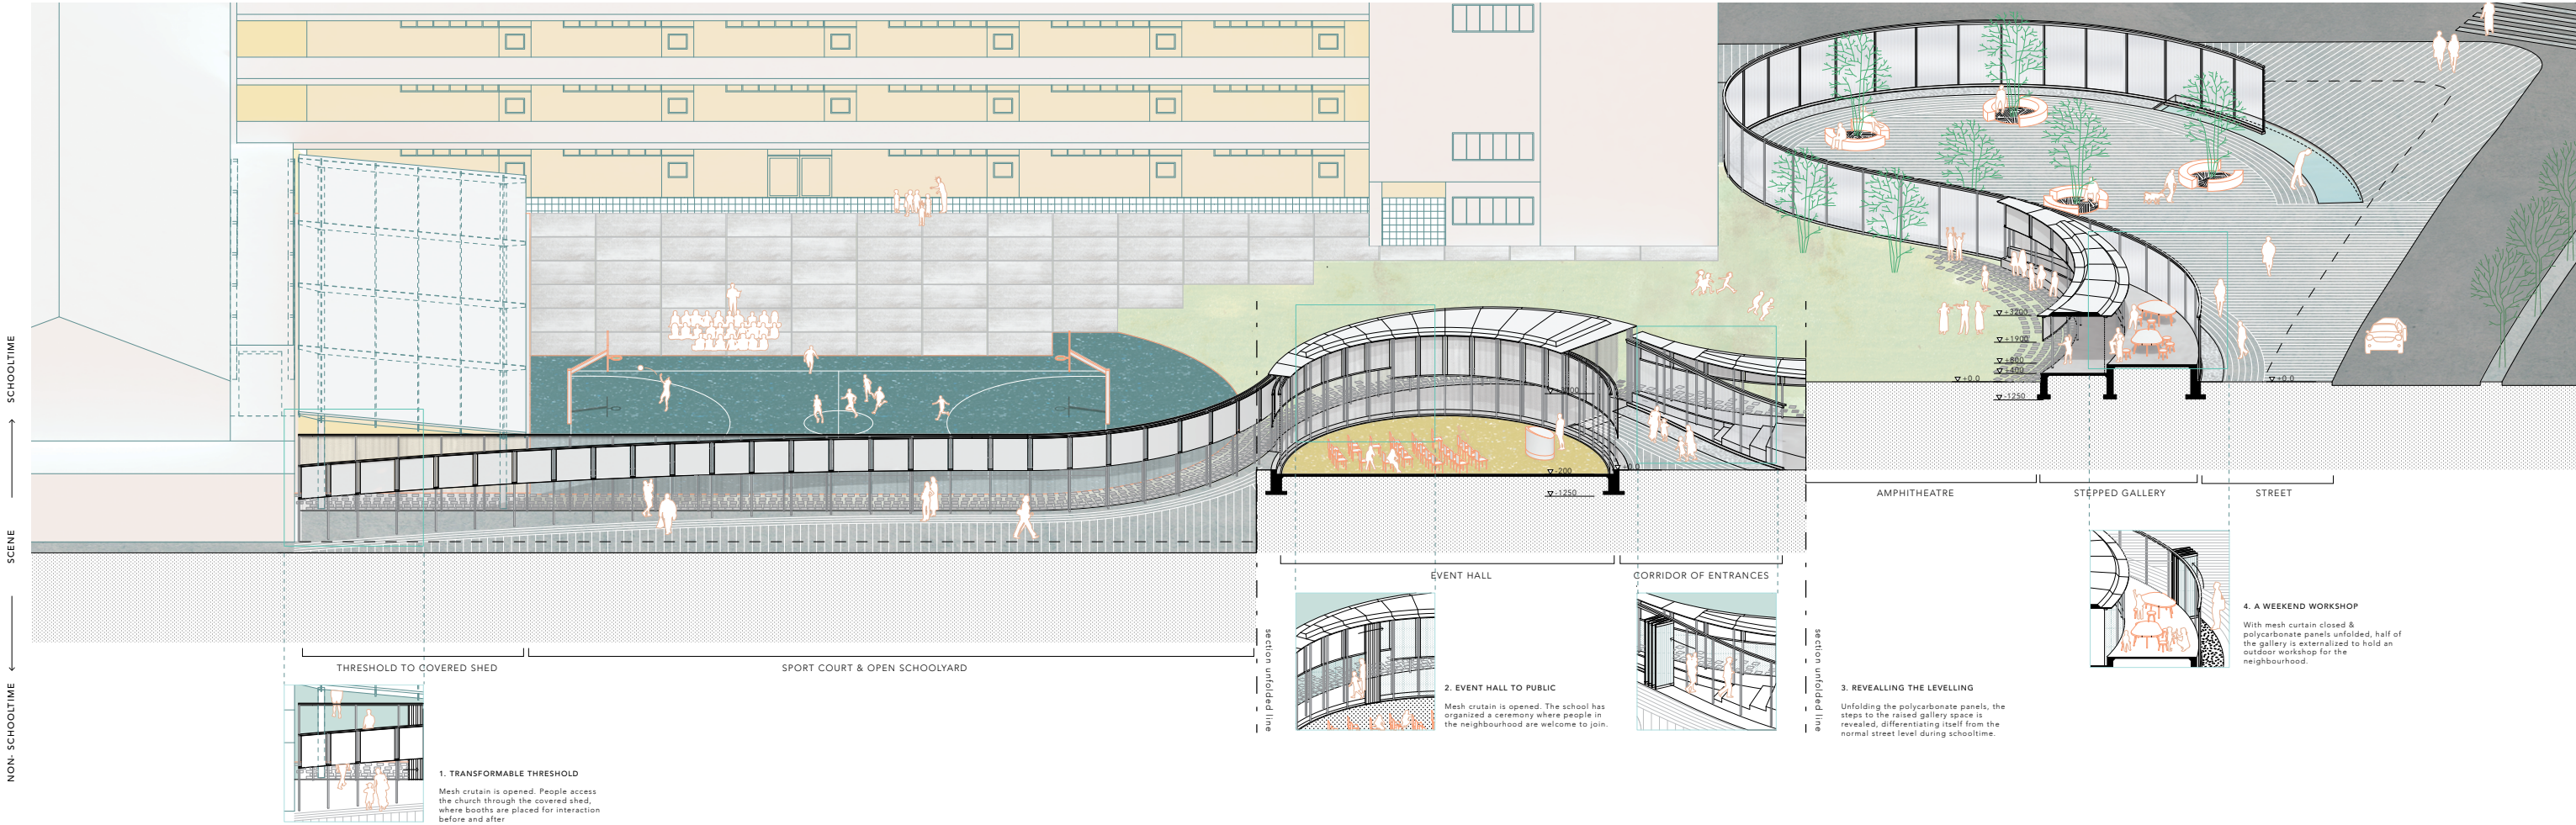 SCHOOLTIME
SCENE
NON- SCHOOLTIME
+3200
+1900
+800
+400
+0.0
-1250
+0.0
-200
+0.0
-1250
AMPHITHEATRE
STEPPED GALLERY
STREET
EVENT HALL
CORRIDOR OF ENTRANCES
THRESHOLD TO COVERED SHED
SPORT COURT & OPEN SCHOOLYARD
section unfolded line
section unfolded line
1. TRANSFORMABLE THRESHOLD
Mesh crutain is opened. People access
the church through the covered shed,
where booths are placed for interaction
before and after
2. EVENT HALL TO PUBLIC
Mesh crutain is opened. The school has
organized a ceremony where people in
the neighbourhood are welcome to join.
3. REVEALLING THE LEVELLING
Unfolding the polycarbonate panels, the
steps to the raised gallery space is
revealed, differentiating itself from the
normal street level during schooltime.
4. A WEEKEND WORKSHOP
With mesh curtain closed &
polycarbonate panels unfolded, half of
the gallery is externalized to hold an
outdoor workshop for the
neighbourhood.